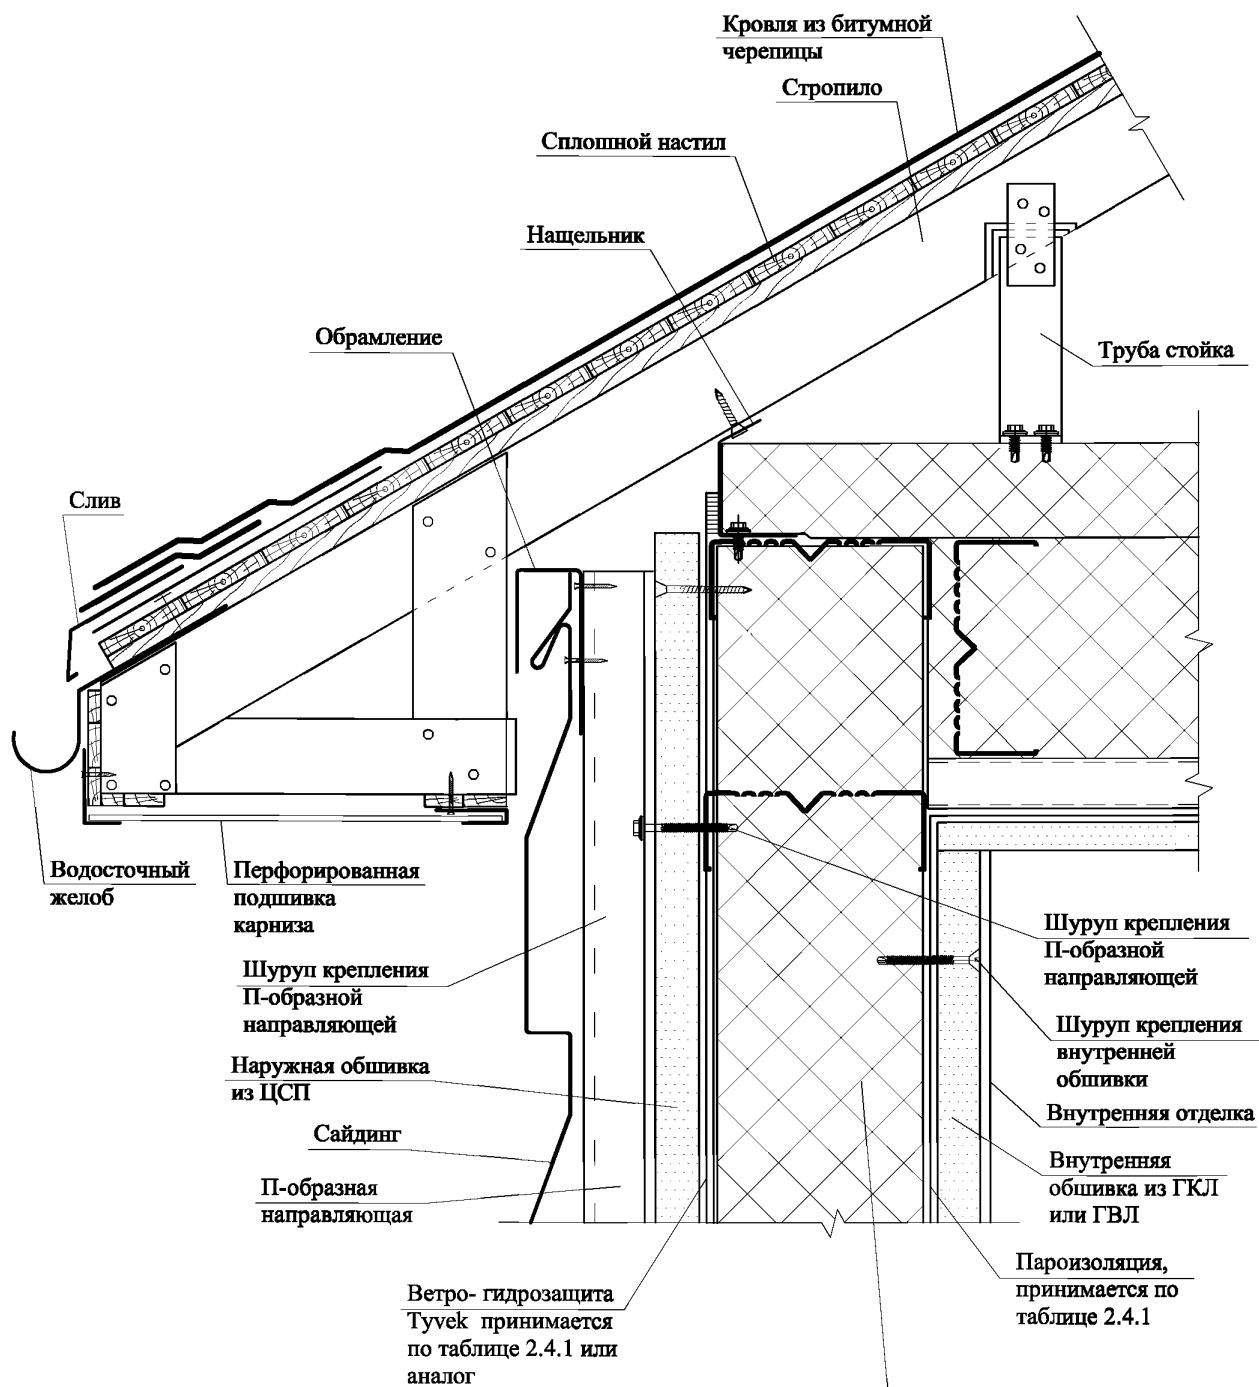 Кровля из битумной
черепицы
Стропило
Сплошной настил
Нащельник
Обрамление
Труба стойка
Слив
Водосточный
желоб
Перфорированная
подшивка
карниза
Шуруп крепления
П-образной
направляющей
Шуруп крепления
П-образной
направляющей
Шуруп крепления
внутренней
обшивки
Наружная обшивка
из ЦСП
Внутренняя отделка
Сайдинг
Внутренняя
обшивка из ГКЛ
или ГВЛ
П-образная
направляющая
Пароизоляция,
принимается по
таблице 2.4.1
Ветро- гидрозащита
Tyvek принимается
по таблице 2.4.1 или
аналог